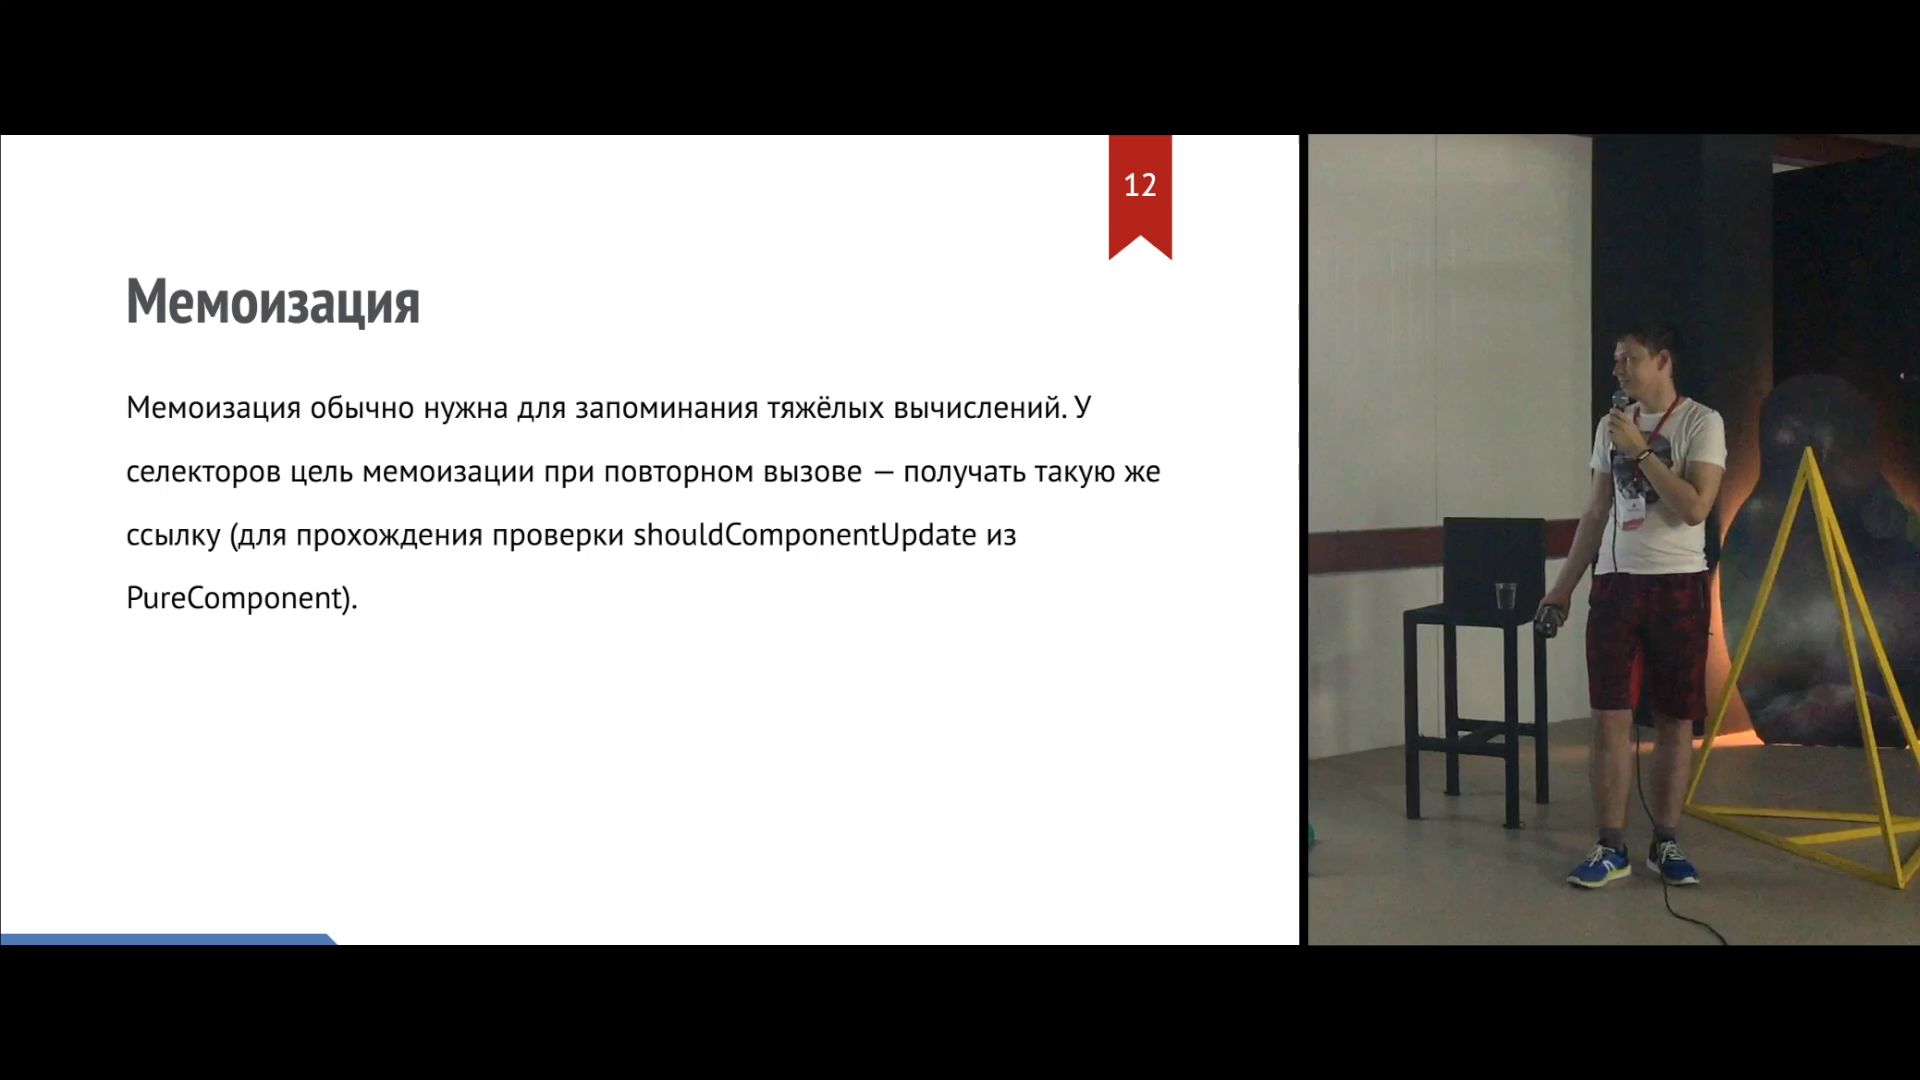 12
Мемоизация
Мемоизация обычно нужна для запоминания тяжёлых вычислений. У
селекторов цель мемоизации при повторном вызове — получать такую же
ссылку (для прохождения проверки shouldComponentUpdate из
PureComponent).